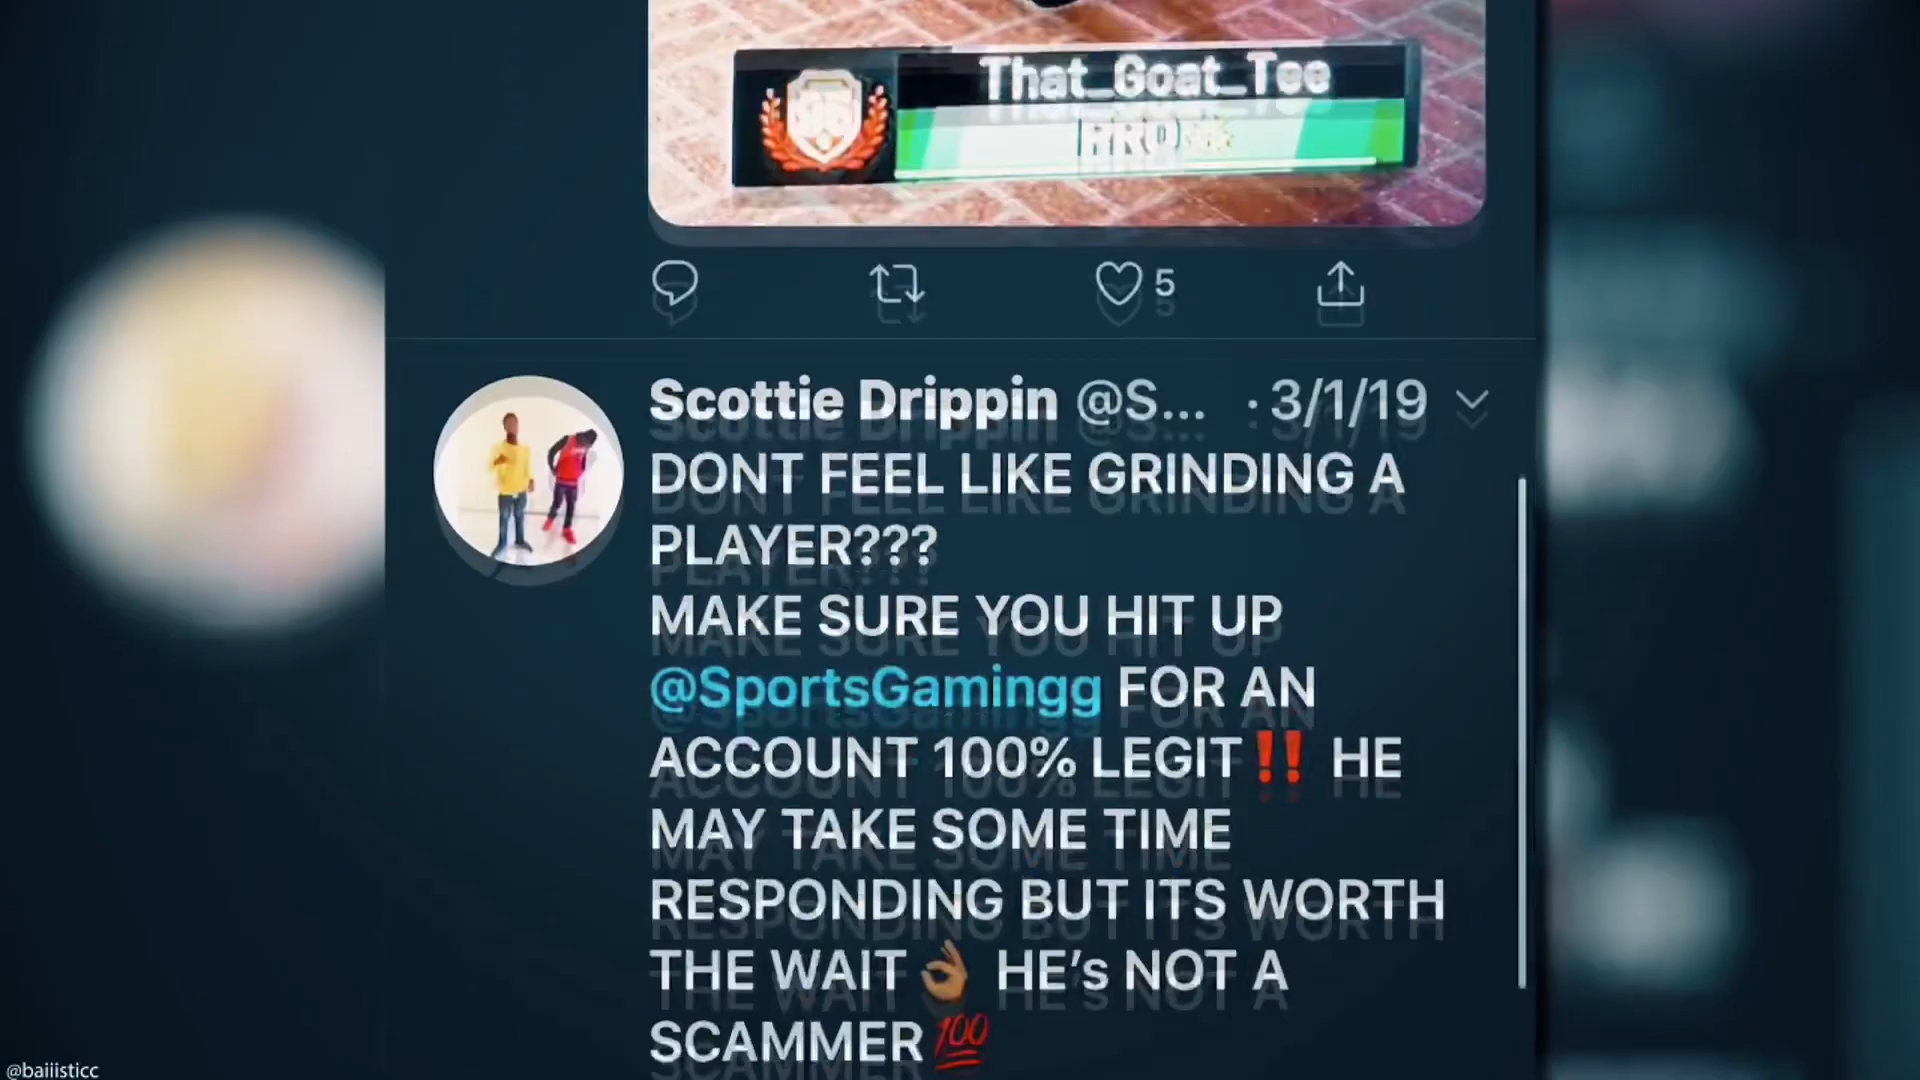 That_Goat_Tee
PRO
5
Scottie Drippin @S... · 3/1/19
DONT FEEL LIKE GRINDING A
PLAYER???
MAKE SURE YOU HIT UP
@SportsGamingg FOR AN
ACCOUNT 100% LEGIT‼️ HE
MAY TAKE SOME TIME
RESPONDING BUT ITS WORTH
THE WAIT👌🏽 HE’s NOT A
SCAMMER💯
@baiiisticc